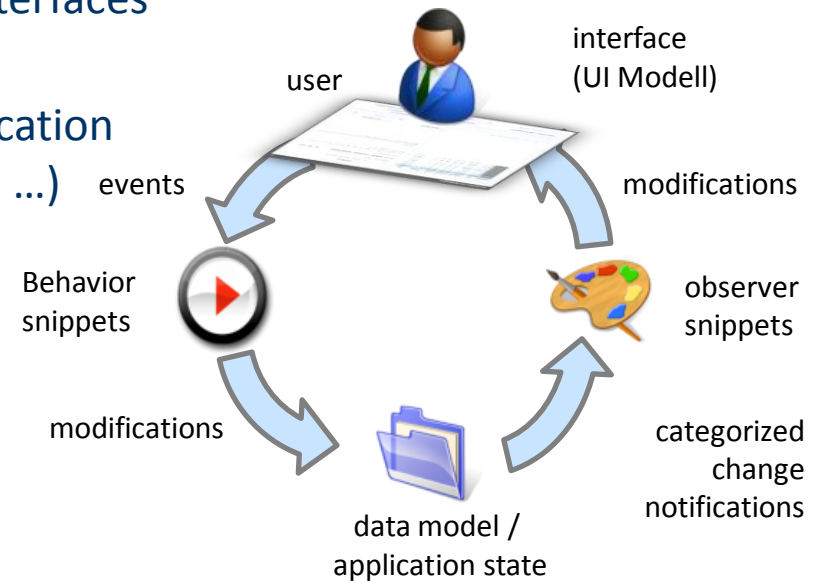 terfaces
cation
...)
user
interface
(UI Modell)
events
modifications
Behavior
snippets
observer
snippets
modifications
categorized
change
notifications
data model /
application state